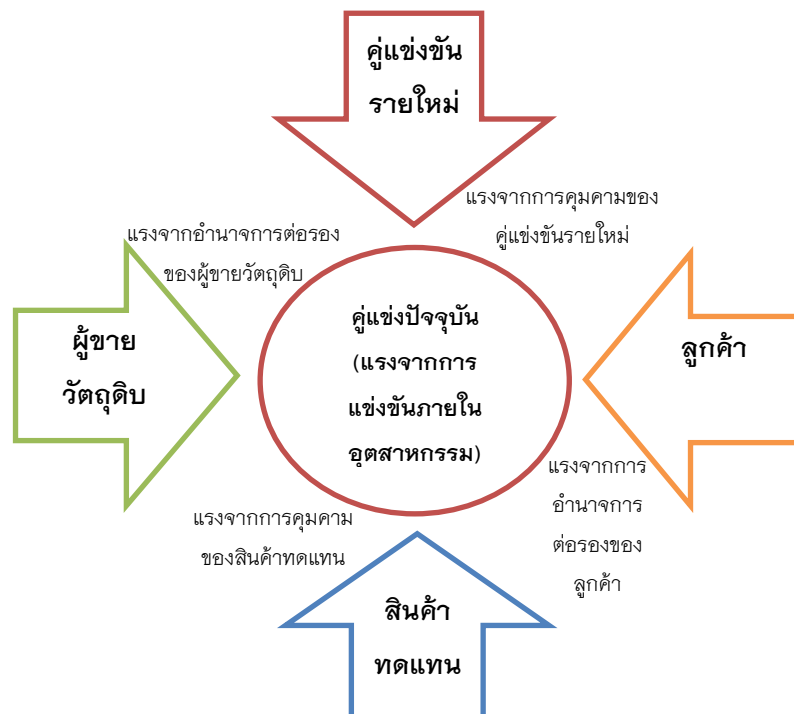 คู่แข่งขัน
รายใหม่
แรงจากการคุมคามของ
คู่แข่งขันรายใหม่
แรงจากอำนาจการต่อรอง
ของผู้ขายวัตถุดิบ
ผู้ขาย
วัตถุดิบ
คู่แข่งปัจจุบัน
(แรงจากการ
แข่งขันภายใน
อุตสาหกรรม)
ลูกค้า
แรงจากการ
อำนาจการ
ต่อรองของ
ลูกค้า
แรงจากการคุมคาม
ของสินค้าทดแทน
สินค้า
ทดแทน